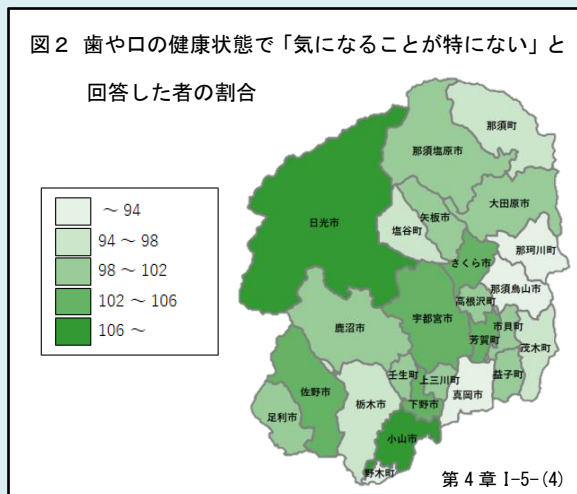 図２ 歯や口の健康状態で「気になることが特にない」と
回答した者の割合
～ 94
94 ～ 98
98 ～ 102
102 ～ 106
106 ～
那須町
那須塩原市
大田原市
日光市
矢板市
塩谷町
那珂川町
さくら市
那須烏山市
高根沢町
宇都宮市
市貝町
鹿沼市
芳賀町
茂木町
壬生町
上三川町
益子町
佐野市
真岡市
栃木市
下野市
足利市
小山市
野木町
第４章Ⅰ-5-(4)